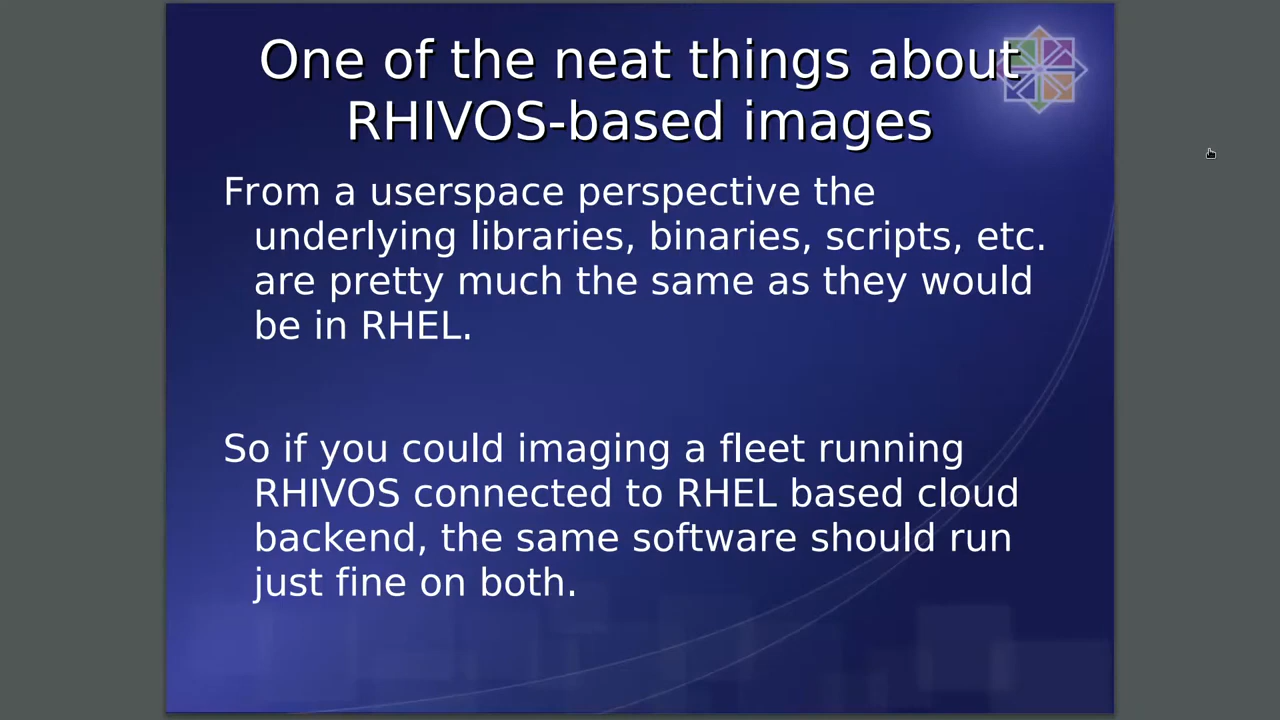 One of the neat things about
RHIVOS-based images
From a userspace perspective the
underlying libraries, binaries, scripts, etc.
are pretty much the same as they would
be in RHEL.
So if you could imaging a fleet running
RHIVOS connected to RHEL based cloud
backend, the same software should run
just fine on both.